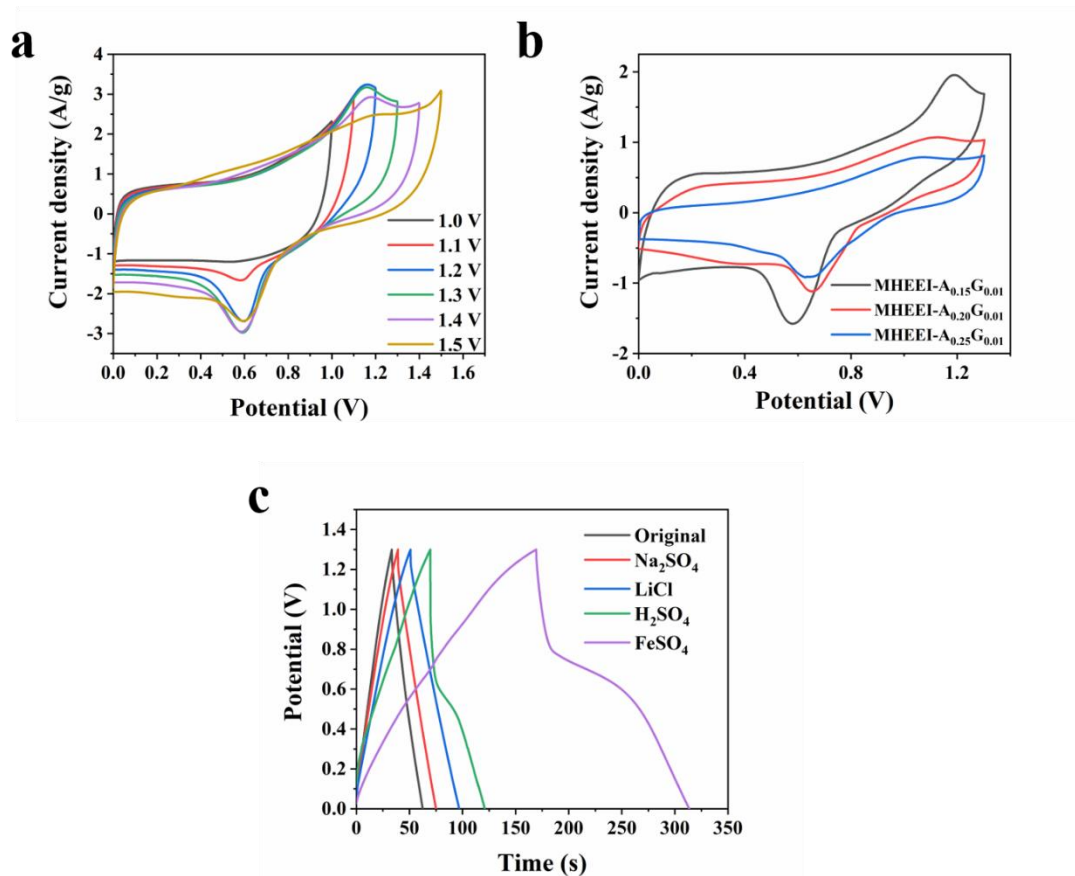 a
Current density (A/g)
4
3
2
1
0
-1
-2
-3
0.0 0.2 0.4 0.6 0.8 1.0 1.2 1.4 1.6
Potential (V)
1.0 V
1.1 V
1.2 V
1.3 V
1.4 V
1.5 V
b
Current density (A/g)
2
1
0
-1
-2
0.0 0.4 0.8 1.2
Potential (V)
MHEEI-A₀.₁₅G₀.₀₁
MHEEI-A₀.₂₀G₀.₀₁
MHEEI-A₀.₂₅G₀.₀₁
c
Potential (V)
1.4
1.2
1.0
0.8
0.6
0.4
0.2
0.0
0 50 100 150 200 250 300 350
Time (s)
Original
Na₂SO₄
LiCl
H₂SO₄
FeSO₄